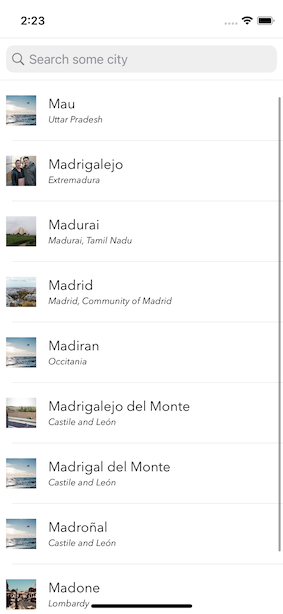 2:23
Search some city
Mau
Uttar Pradesh
Madrigalejo
Extremadura
Madurai
Madurai, Tamil Nadu
Madrid
Madrid, Community of Madrid
Madiran
Occitania
Madrigalejo del Monte
Castile and León
Madrigal del Monte
Castile and León
Madroñal
Castile and León
Madone
Lombardy